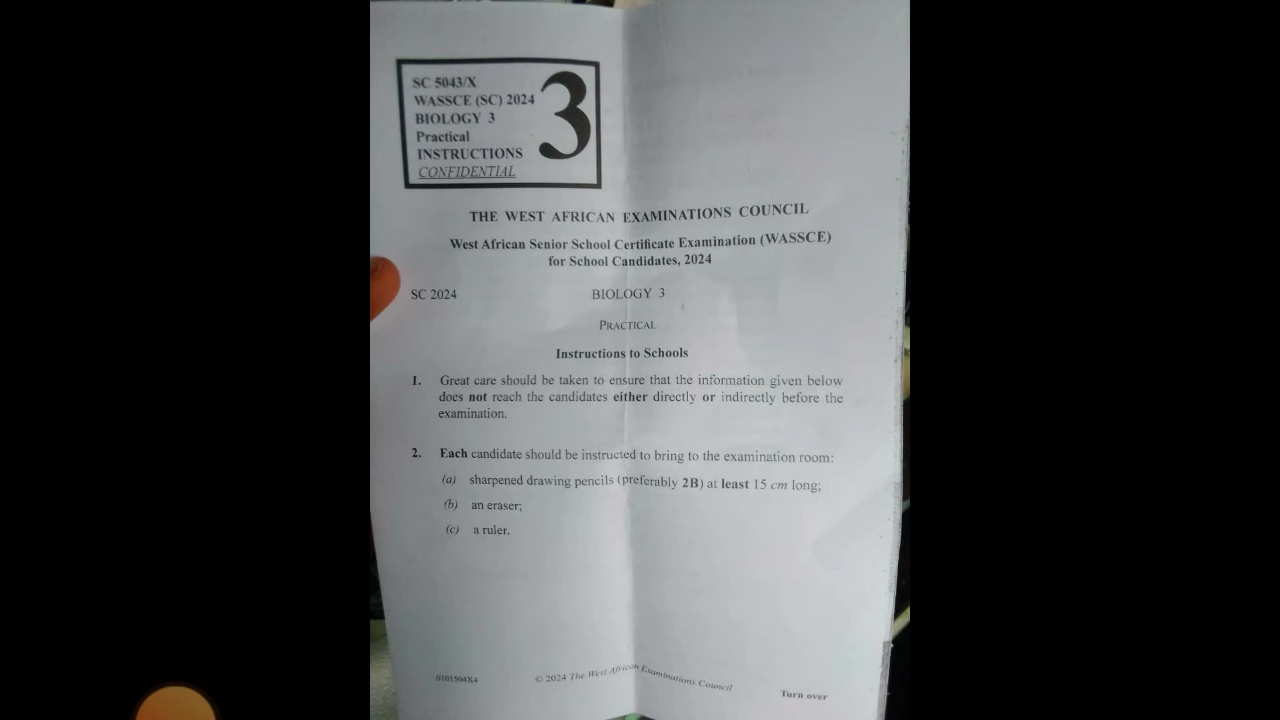 SC 5043/X
WASSCE (SC) 2024
BIOLOGY 3
Practical
INSTRUCTIONS
CONFIDENTIAL
3
THE WEST AFRICAN EXAMINATIONS COUNCIL
West African Senior School Certificate Examination (WASSCE)
for School Candidates, 2024
SC 2024 BIOLOGY 3
PRACTICAL
Instructions to Schools
1. Great care should be taken to ensure that the information given below
does not reach the candidates either directly or indirectly before the
examination.
2. Each candidate should be instructed to bring to the examination room:
(a) sharpened drawing pencils (preferably 2B) at least 15 cm long;
(b) an eraser;
(c) a ruler.
0101504X4 © 2024 The West African Examinations Council Turn over